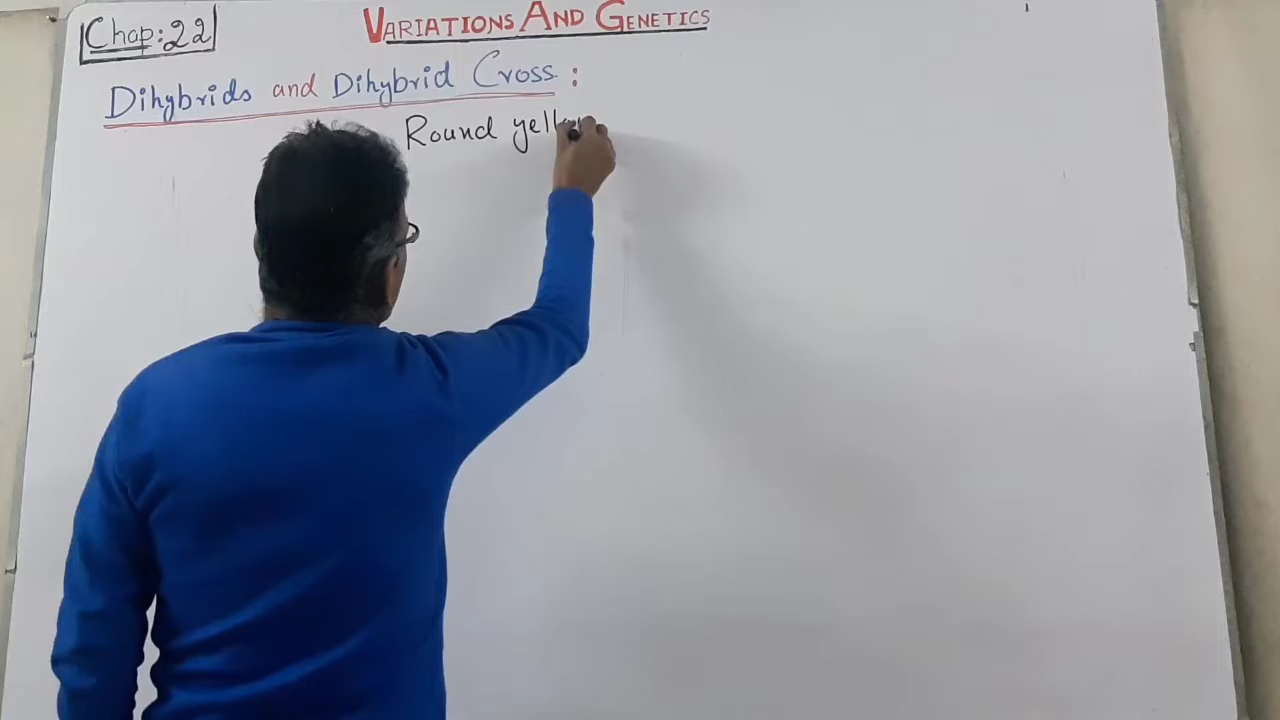 Chap:22
VARIATIONS AND GENETICS
Dihybrids and Dihybrid Cross:
Round